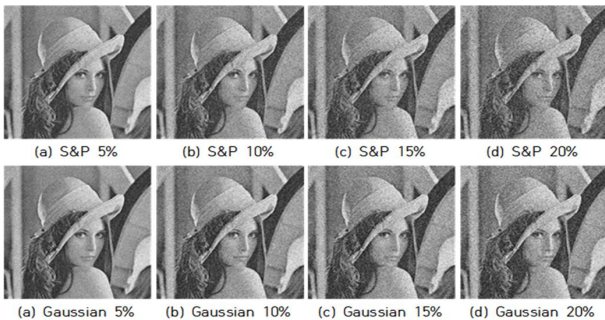 (a) S&P 5%
(b) S&P 10%
(c) S&P 15%
(d) S&P 20%
(a) Gaussian 5%
(b) Gaussian 10%
(c) Gaussian 15%
(d) Gaussian 20%